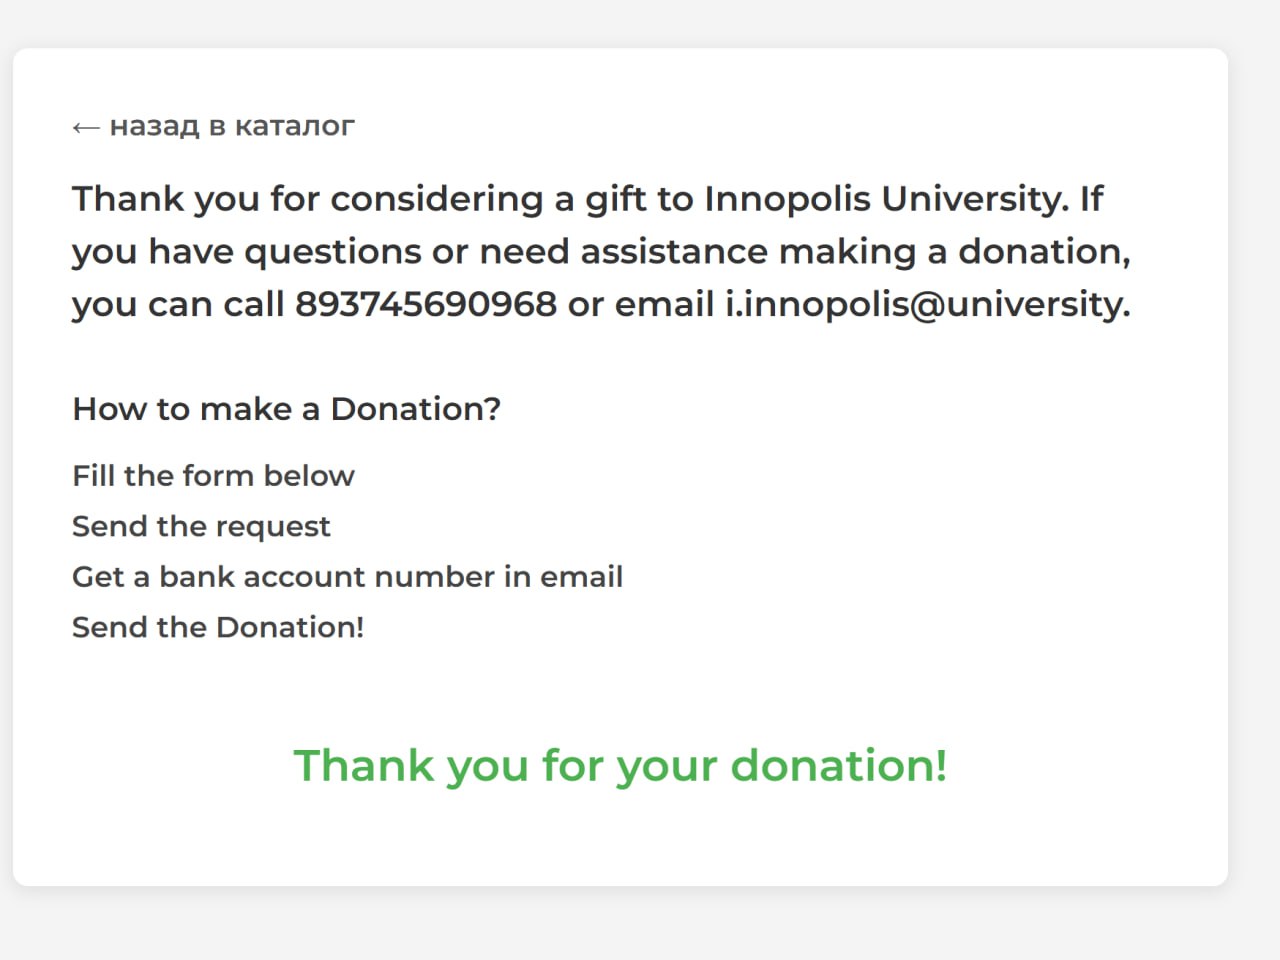 ← назад в каталог
Thank you for considering a gift to Innopolis University. If
you have questions or need assistance making a donation,
you can call 893745690968 or email i.innopolis@university.
How to make a Donation?
Fill the form below
Send the request
Get a bank account number in email
Send the Donation!
Thank you for your donation!